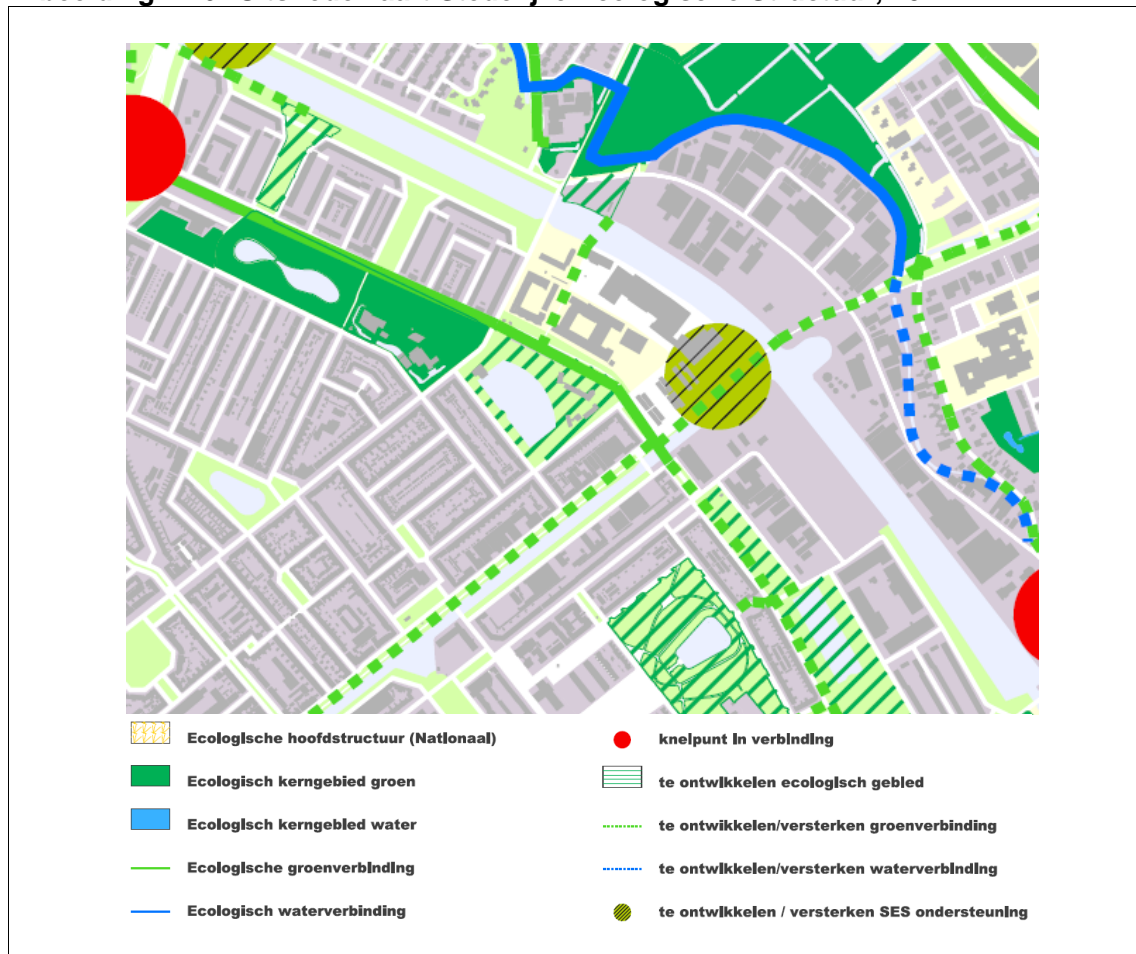 Ecologische hoofdstructuur (Nationaal)
Ecologisch kerngebied groen
Ecologisch kerngebied water
Ecologische groenverbinding
Ecologisch waterverbinding
knelpunt in verbinding
te ontwikkelen ecologisch gebied
te ontwikkelen/versterken groenverbinding
te ontwikkelen/versterken waterverbinding
te ontwikkelen / versterken SES ondersteuning